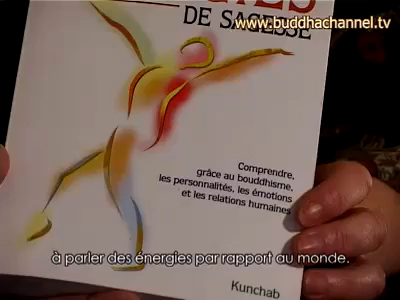 www.buddhachannel.tv
DE SAGESSE
Comprendre,
grâce au bouddhisme,
les personnalités, les émotions
et les relations humaines
à parler des énergies par rapport au monde.
Kunchab